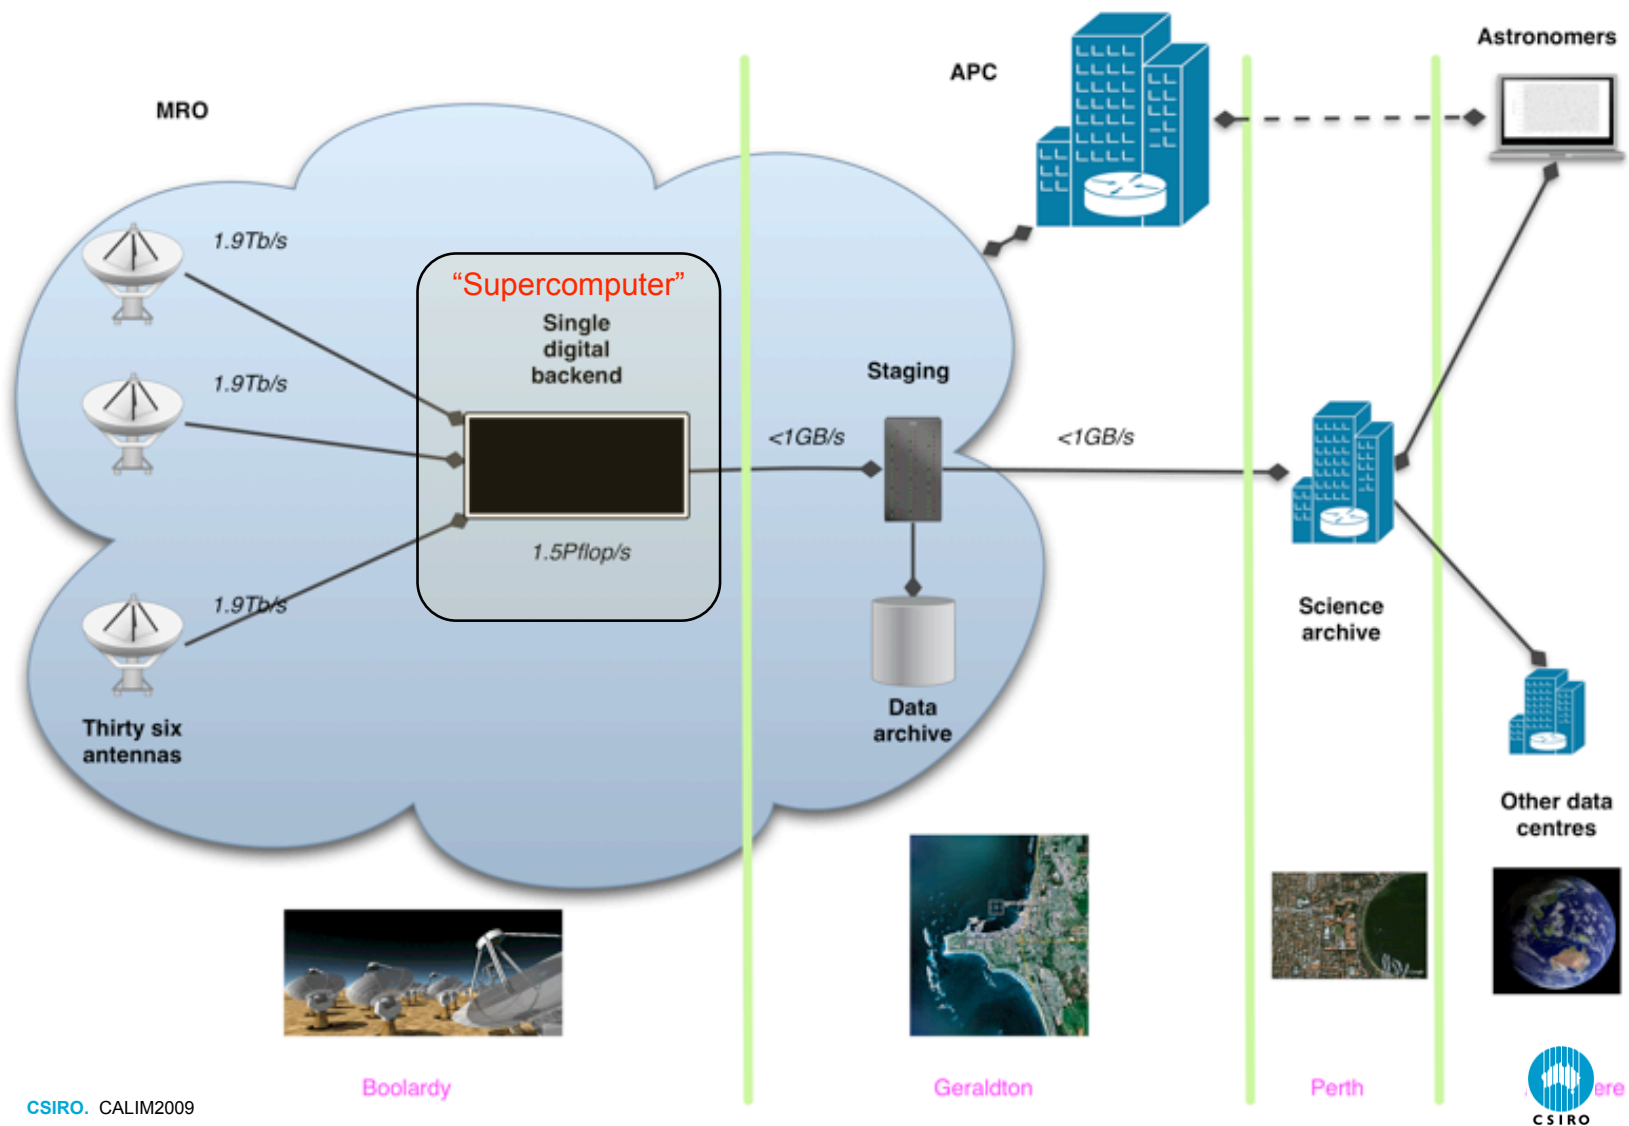 Astronomers
APC
MRO
1.9Tb/s
“Supercomputer”
Single
digital
backend
Staging
1.9Tb/s
<1GB/s
<1GB/s
1.5Pflop/s
1.9Tb/s
Science
archive
Thirty six
antennas
Data
archive
Other data
centres
Boolardy
Geraldton
Perth
CSIRO. CALIM2009
CSIRO